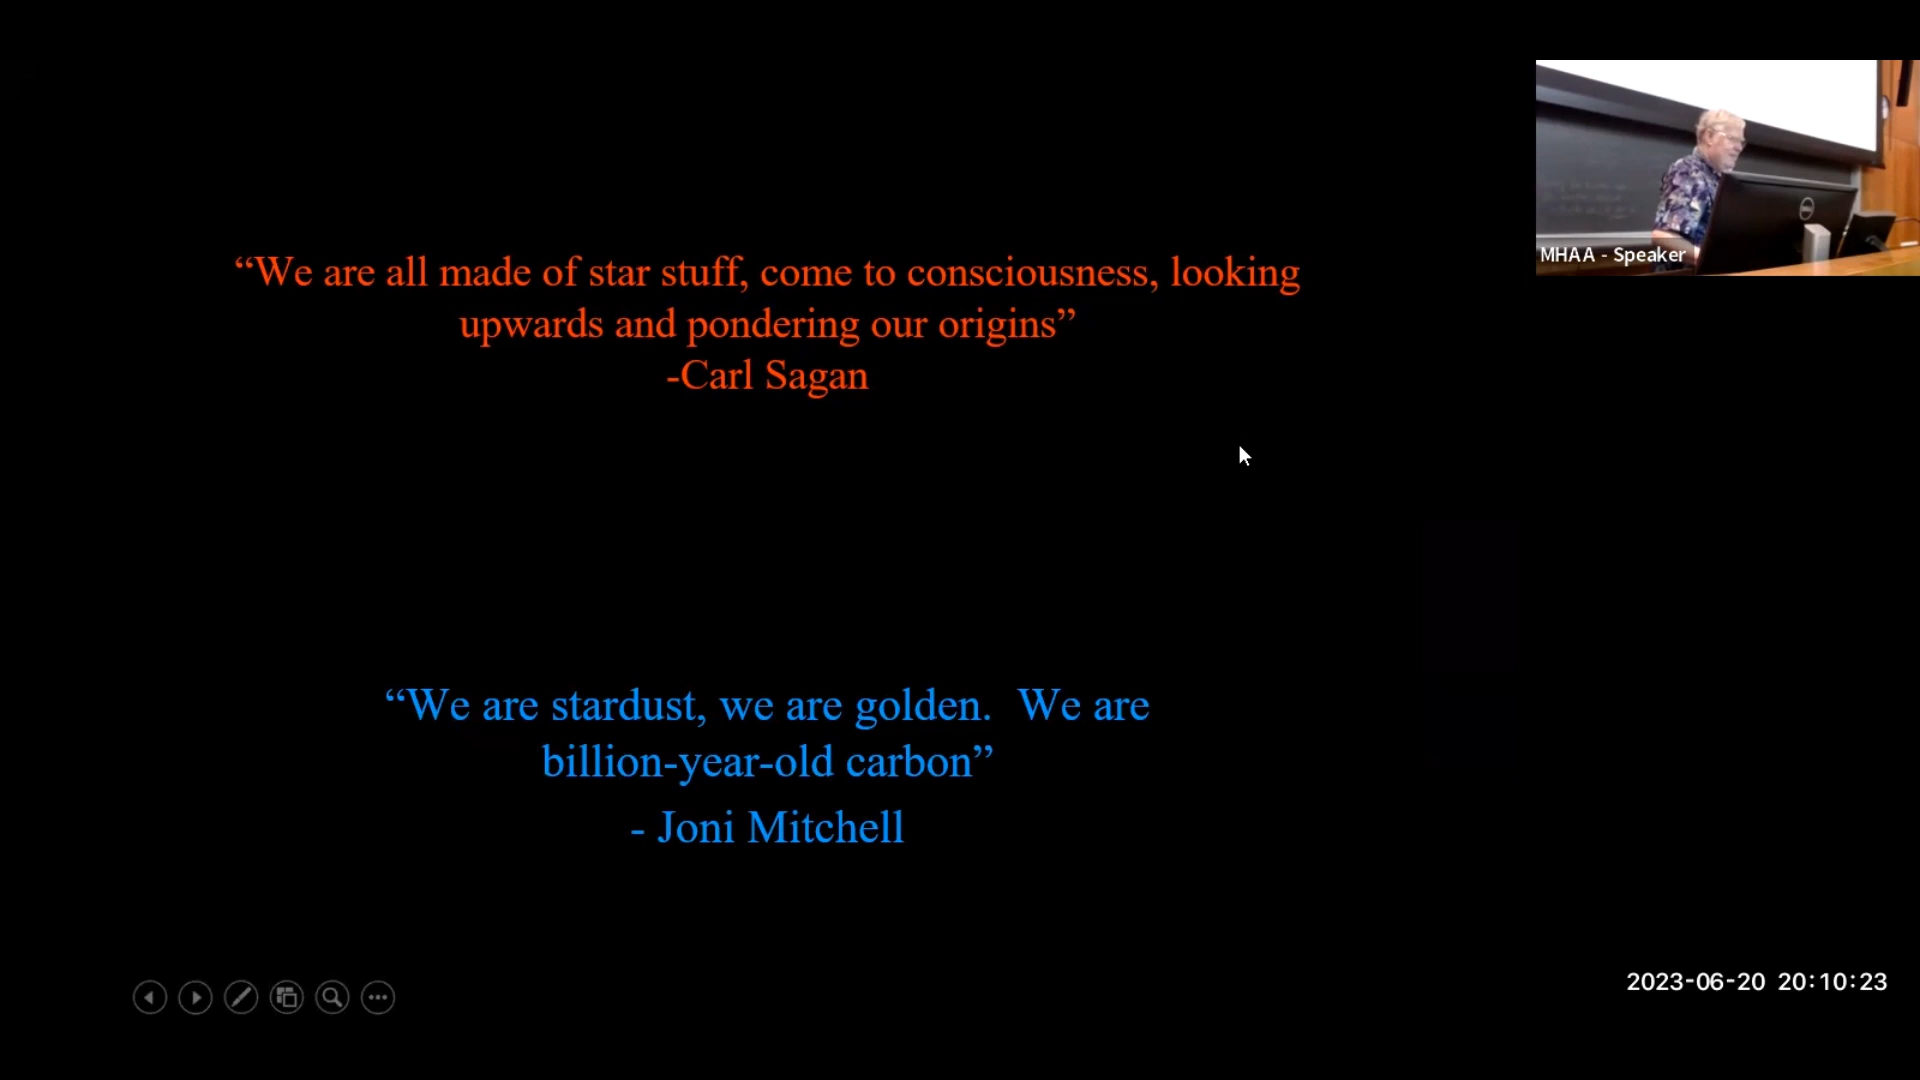 “We are all made of star stuff, come to consciousness, looking
upwards and pondering our origins”
-Carl Sagan
“We are stardust, we are golden.  We are
billion-year-old carbon”
- Joni Mitchell
MHAA - Speaker
2023-06-20 20:10:23